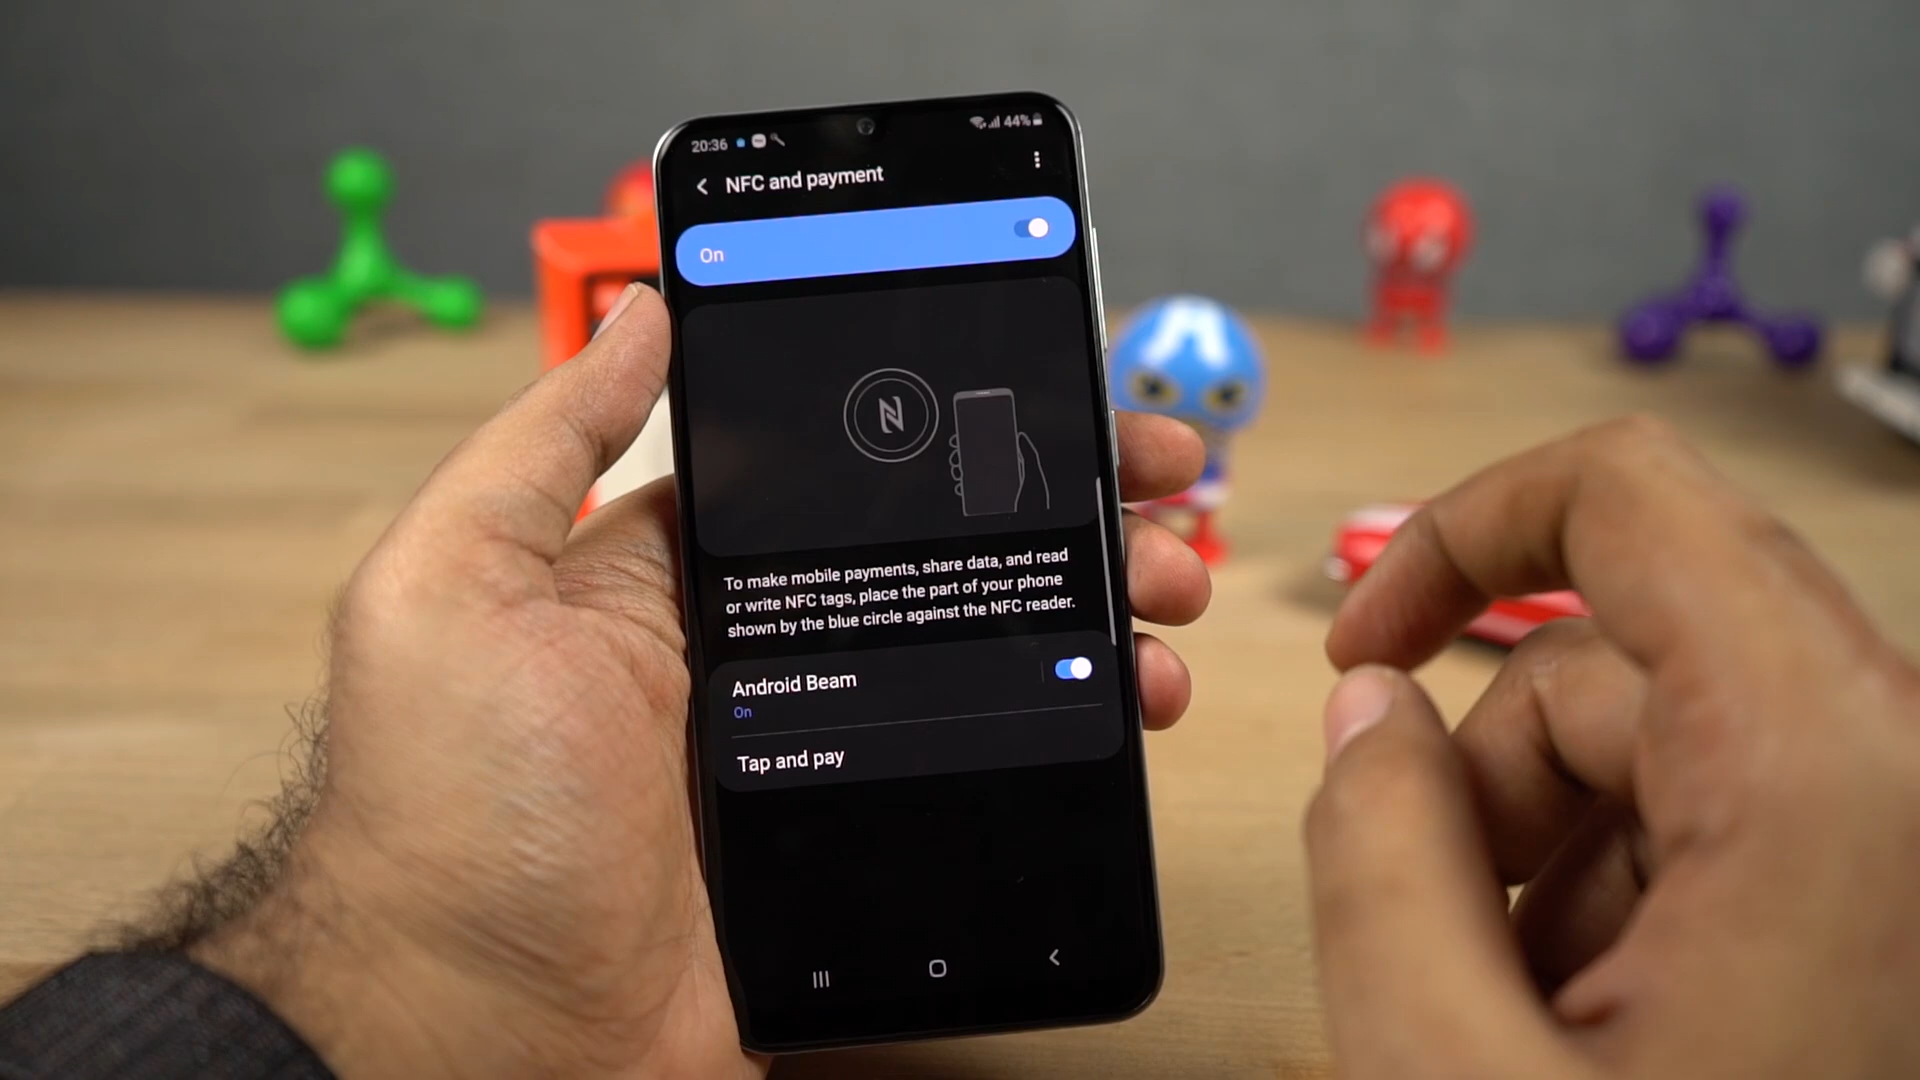 20:36
44%
NFC and payment
On
To make mobile payments, share data, and read
or write NFC tags, place the part of your phone
shown by the blue circle against the NFC reader.
Android Beam
On
Tap and pay